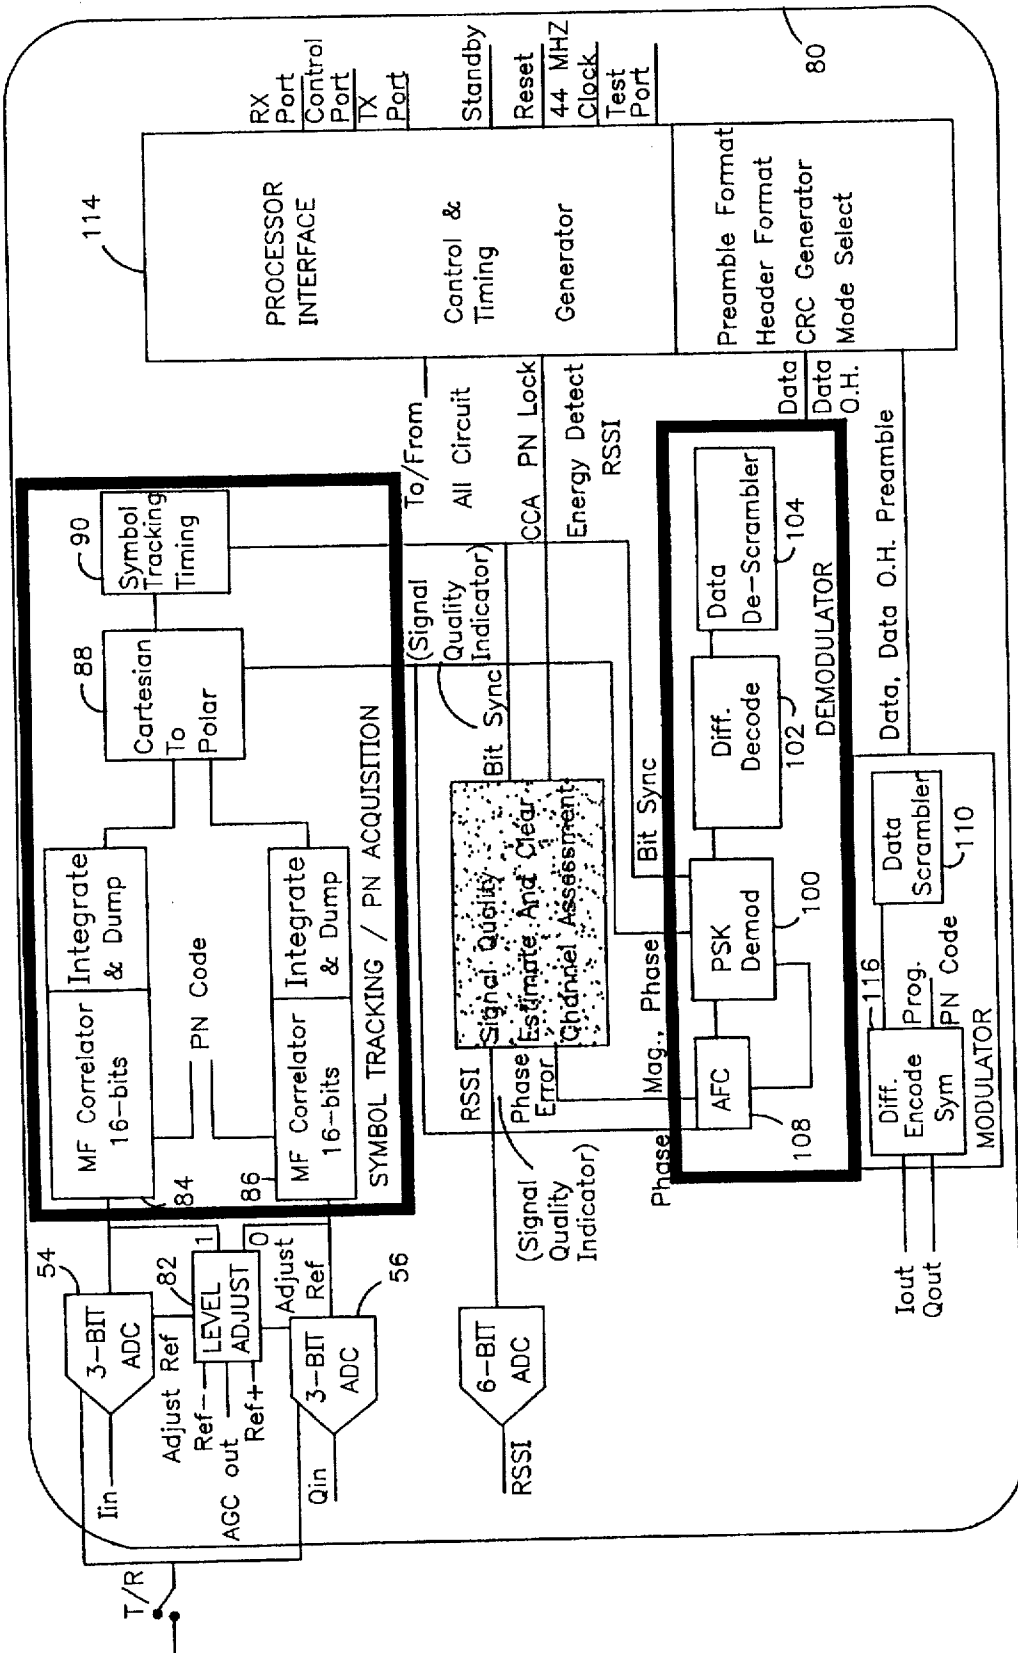 T/R
Iin
Qin
RSSI
AGC out
Ref-
Ref+
Adjust Ref
3-BIT
ADC
54
82
LEVEL
ADJUST
1
0
Adjust
Ref
3-BIT
ADC
56
6-BIT
ADC
84
86
MF Correlator
16-bits
Integrate
& Dump
PN Code
MF Correlator
16-bits
Integrate
& Dump
88
Cartesian
To
Polar
90
Symbol
Tracking
Timing
SYMBOL TRACKING / PN ACQUISITION
RSSI
Phase
Error
(Signal
Quality
Indicator)
Signal Quality
Estimate And Clear
Channel Assessment
Bit Sync
(Signal
Quality
Indicator)
To/From
All Circuit
CCA PN Lock
Energy Detect
RSSI
Phase
Mag., Phase
Bit Sync
AFC
108
PSK
Demod
100
Diff.
Decode
102
Data
De-Scrambler
104
DEMODULATOR
Data
Data
O.H.
Data, Data O.H. Preamble
Iout
Qout
Diff.
Encode
Sym
116
Prog.
PN Code
Data
Scrambler
110
MODULATOR
114
PROCESSOR
INTERFACE
Control &
Timing
Generator
Preamble Format
Header Format
CRC Generator
Mode Select
RX
Port
Control
Port
TX
Port
Standby
Reset
44 MHZ
Clock
Test
Port
80